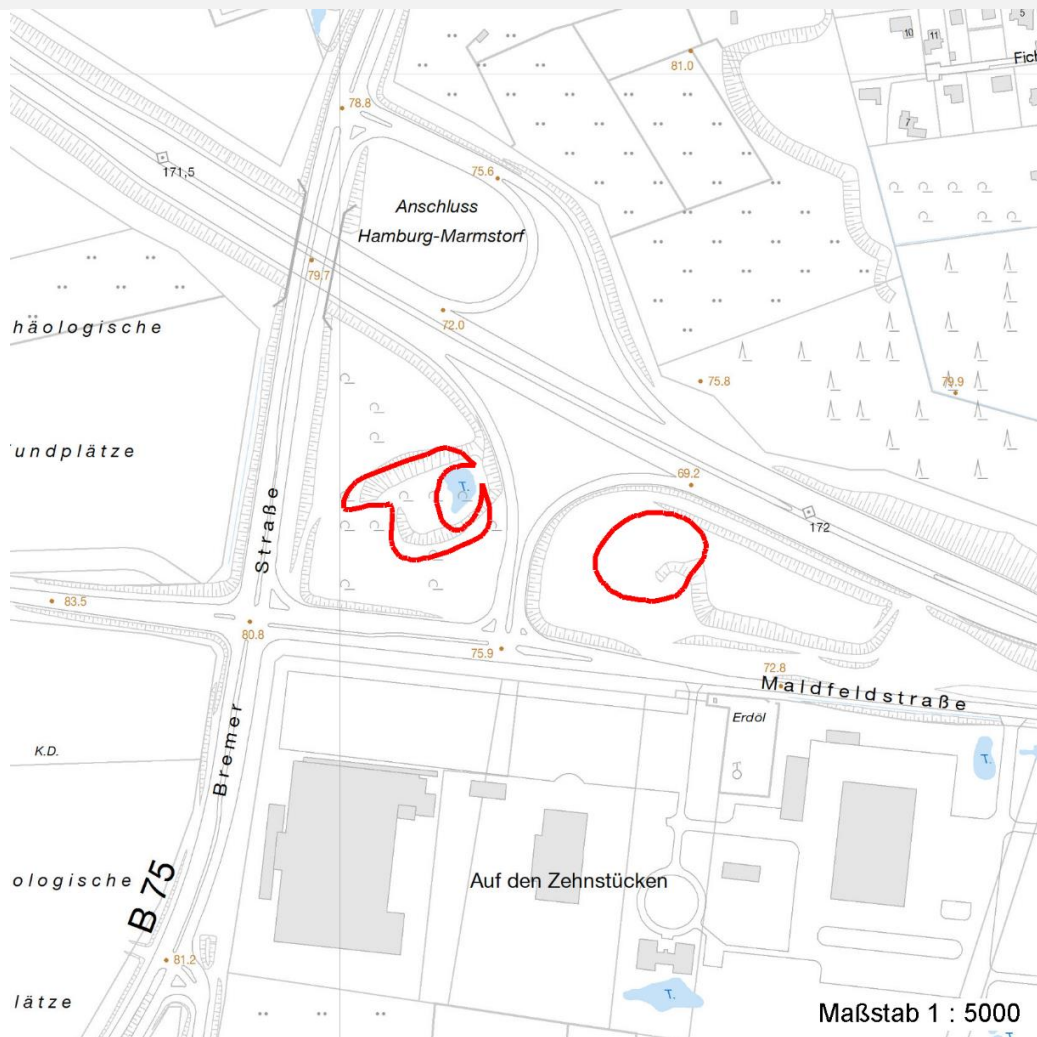 5
10
11
Fich
81.0
78.8
7
171,5
75.6
Anschluss
Hamburg-Marmstorf
79,7
72.0
häologische
75.8
79.9
undplätze
69.2
T.
172
Straße
83.5
80.8
75.9
72.8
Maldfeldstraße
Erdöl
K.D.
Bremer
T.
ologische
B 75
Auf den Zehnstücken
81.2
T.
lätze
Maßstab 1 : 5000
T